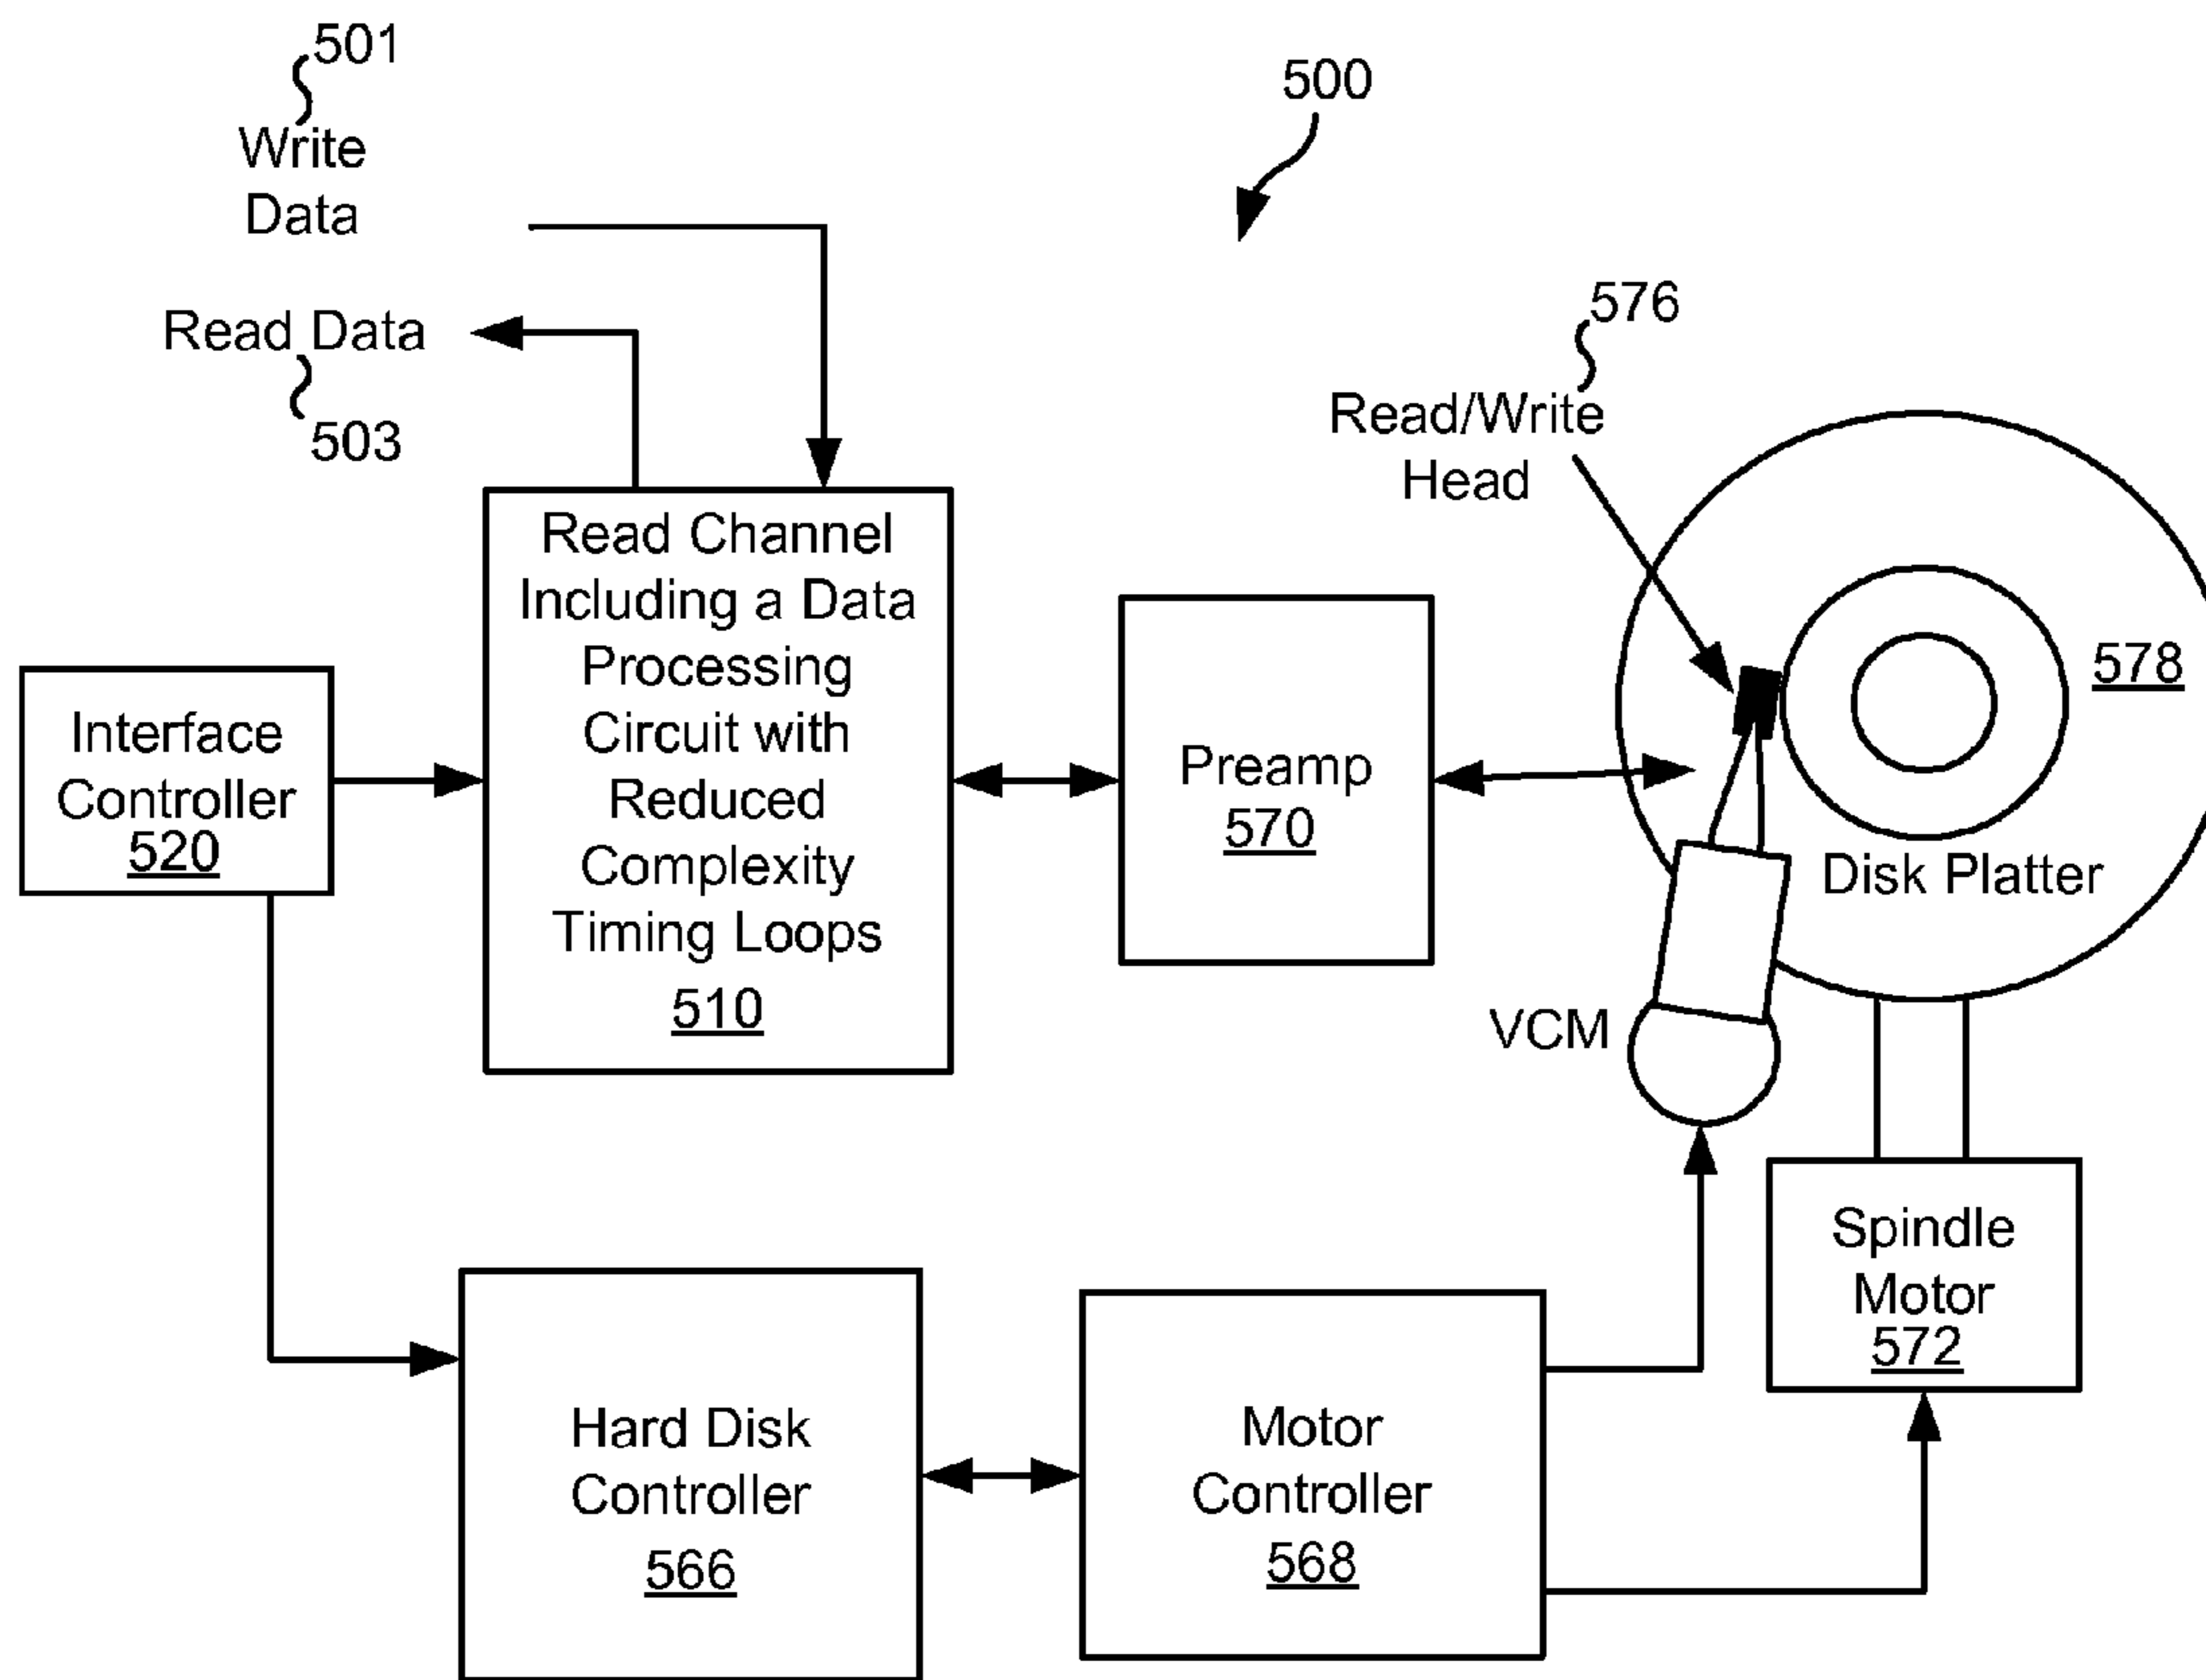 501
Write
Data
500
Read Data
503
576
Read/Write
Head
Read Channel
Including a Data
Processing
Circuit with
Reduced
Complexity
Timing Loops
510
Interface
Controller
520
Preamp
570
578
Disk Platter
VCM
Spindle
Motor
572
Hard Disk
Controller
566
Motor
Controller
568